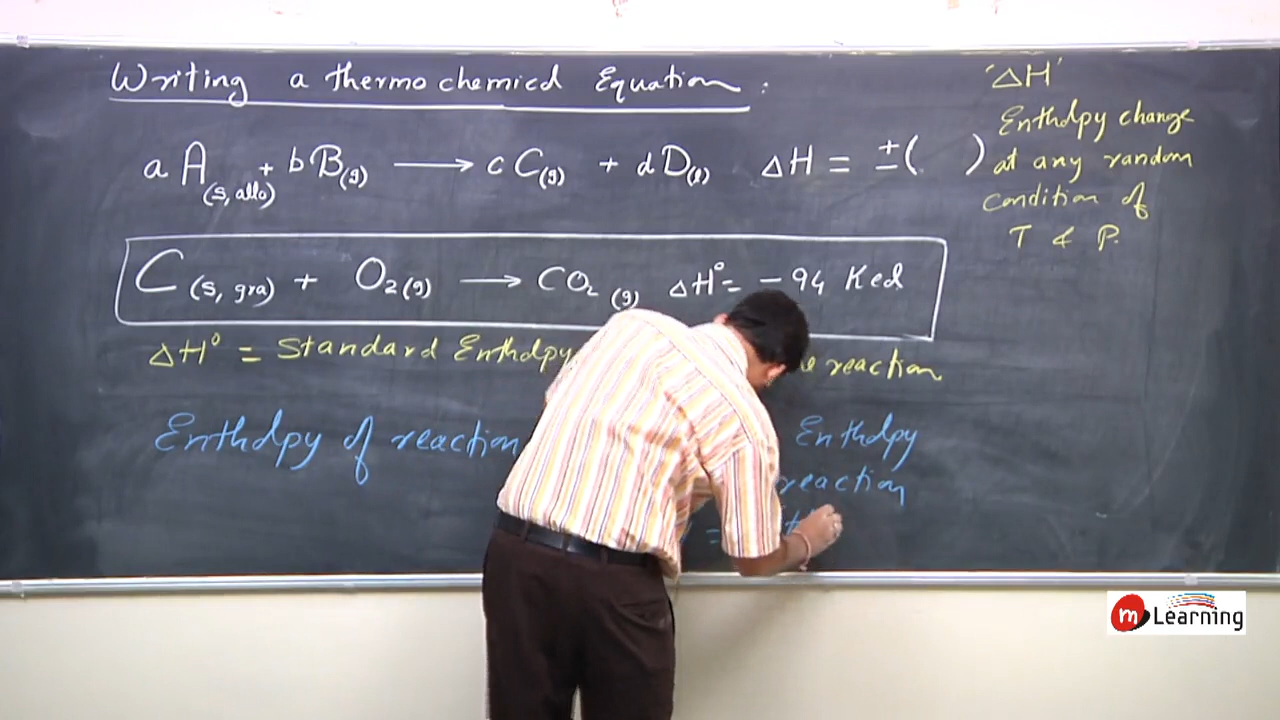 Writing a thermochemical Equation :
a A(s, allo) + b B(g) ⟶ c C(g) + d D(l) ΔH = ±( )
'ΔH'
Enthalpy change
at any random
condition of
T & P.
C (s, gra) + O2(g) ⟶ CO2 (g) ΔH° = -94 Kcal
ΔH° = Standard Enthalpy reaction
Enthalpy of reaction
Enthalpy
reaction
=
m Learning